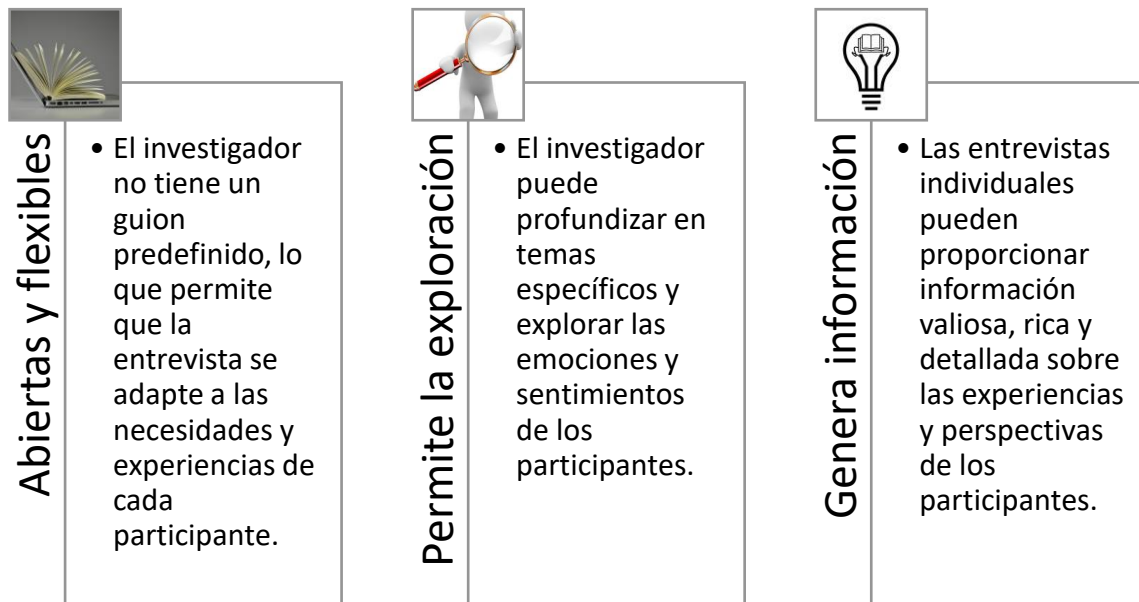 Abiertas y flexibles
• El investigador
no tiene un
guion
predefinido, lo
que permite
que la
entrevista se
adapte a las
necesidades y
experiencias de
cada
participante.
Permite la exploración
• El investigador
puede
profundizar en
temas
específicos y
explorar las
emociones y
sentimientos
de los
participantes.
Genera información
• Las entrevistas
individuales
pueden
proporcionar
información
valiosa, rica y
detallada sobre
las experiencias
y perspectivas
de los
participantes.